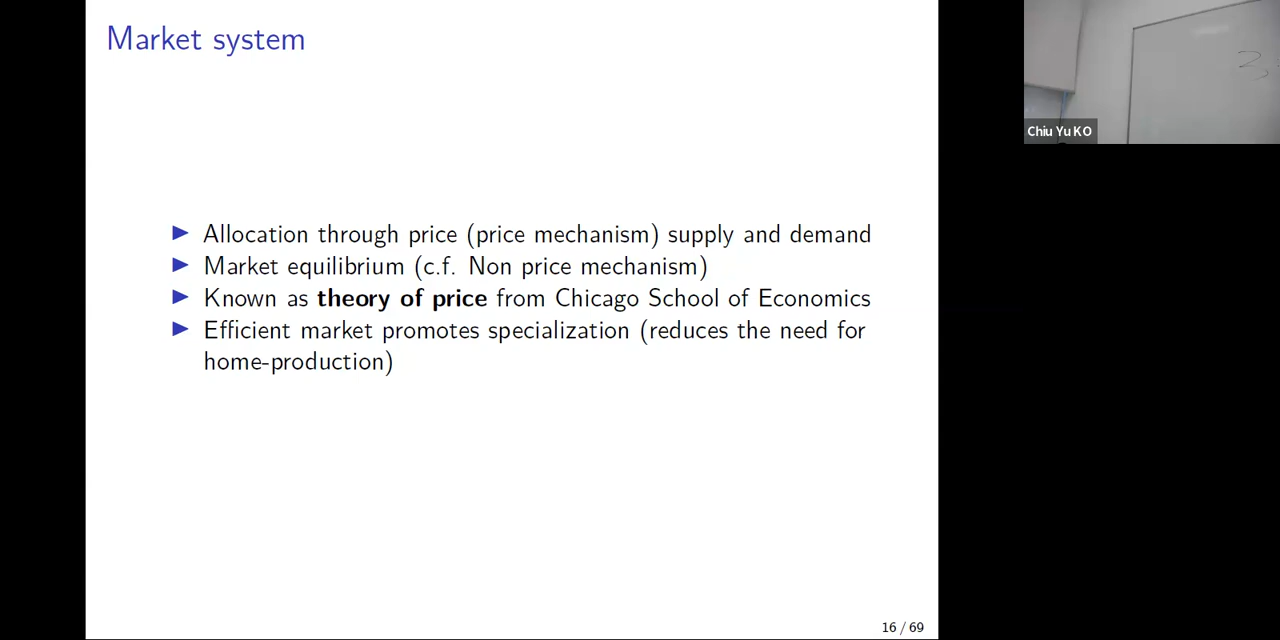 Market system
▶ Allocation through price (price mechanism) supply and demand
▶ Market equilibrium (c.f. Non price mechanism)
▶ Known as theory of price from Chicago School of Economics
▶ Efficient market promotes specialization (reduces the need for
home-production)
16 / 69
Chiu Yu KO